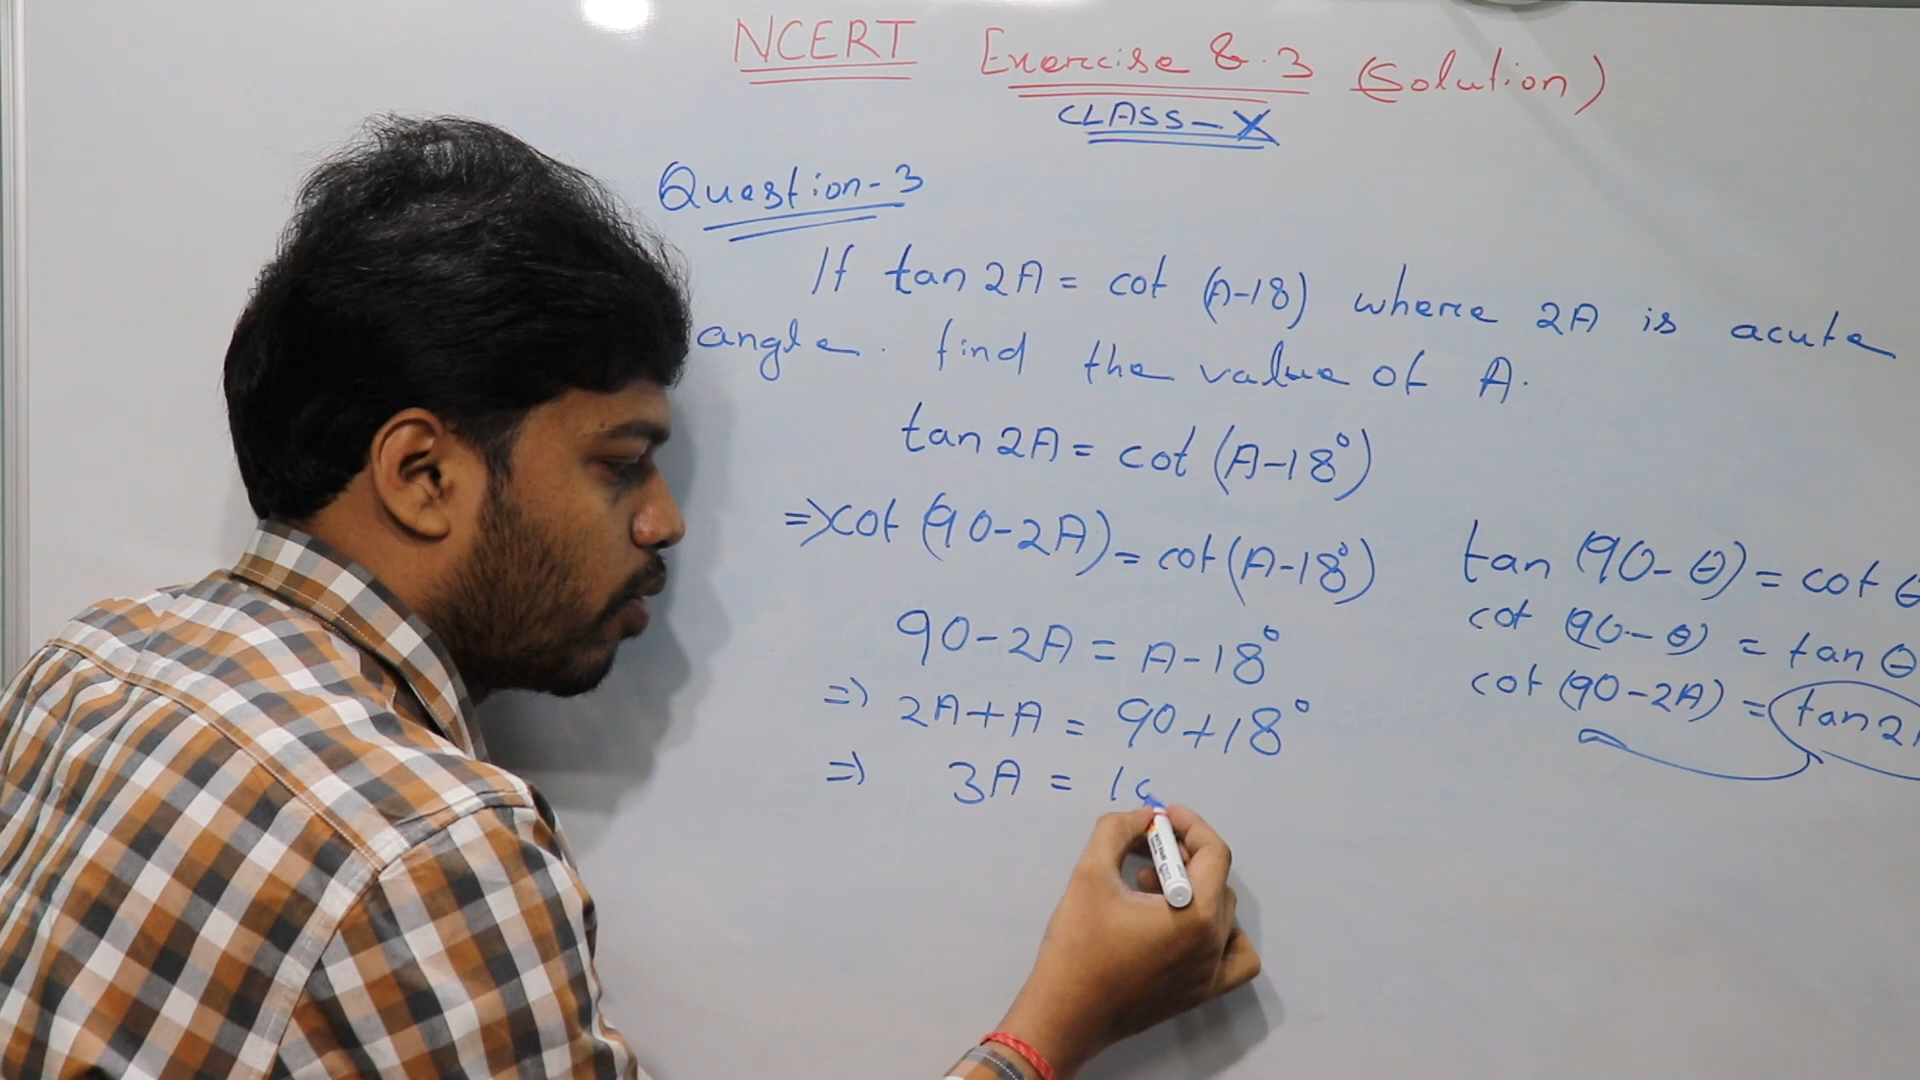 NCERT Exercise 8.3 (Solution)
CLASS-X
Question-3
If tan 2A = cot (A-18) where 2A is acute
angle. find the value of A.
tan 2A = cot (A-18°)
=> cot (90-2A) = cot (A-18°)
90-2A = A-18°
=> 2A+A = 90+18°
=> 3A = 1
tan (90-θ) = cot θ
cot (90-θ) = tan θ
cot (90-2A) = tan 2